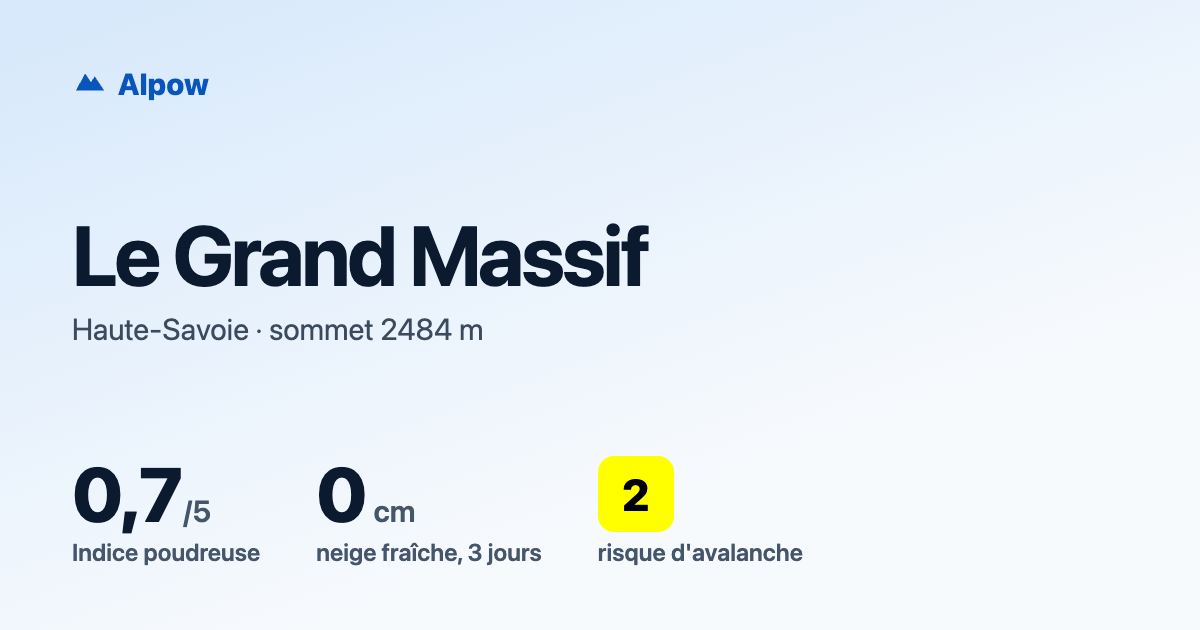 Alpow
Le Grand Massif
Haute-Savoie · sommet 2484 m
0,7/5
Indice poudreuse
0 cm
neige fraîche, 3 jours
2
risque d'avalanche